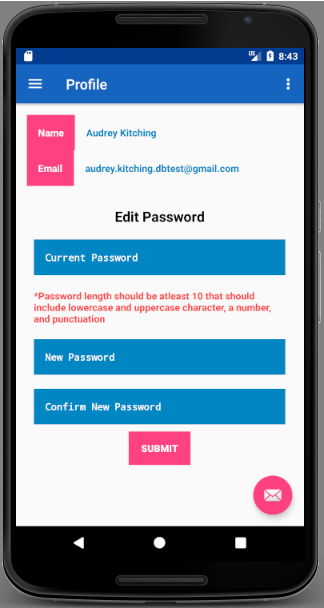 8:43
Profile
Name Audrey Kitching
Email audrey.kitching.dbtest@gmail.com
Edit Password
Current Password
*Password length should be atleast 10 that should
include lowercase and uppercase character, a number,
and punctuation
New Password
Confirm New Password
SUBMIT